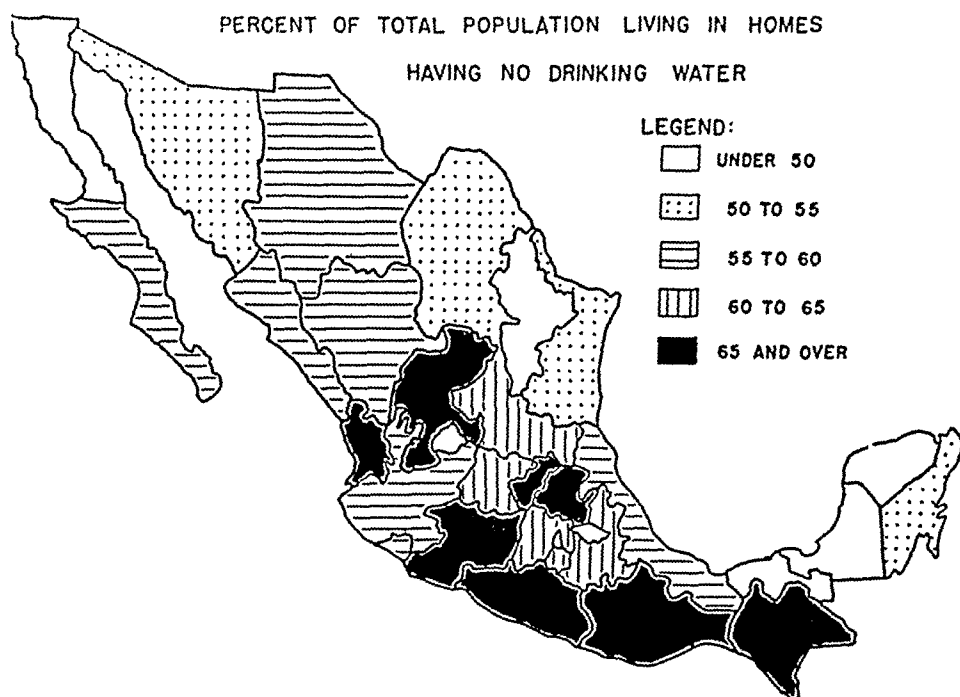 PERCENT OF TOTAL POPULATION LIVING IN HOMES
HAVING NO DRINKING WATER
LEGEND:
UNDER 50
50 TO 55
55 TO 60
60 TO 65
65 AND OVER